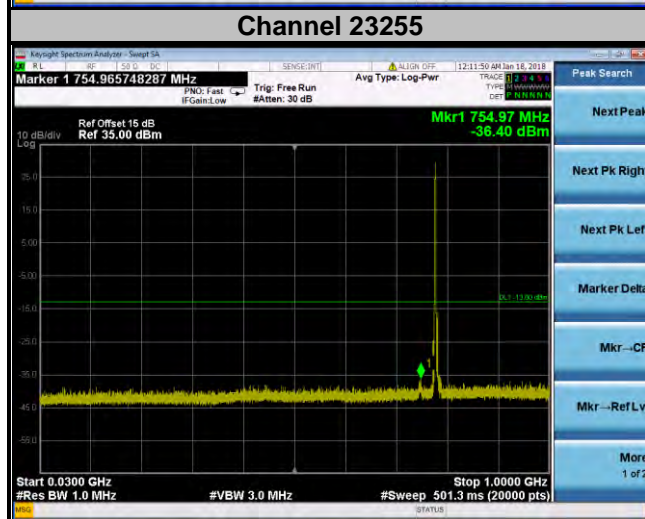 Channel 23255
Keysight Spectrum Analyzer - Swept SA
RL RF 50 Ω DC SENSE:INT ALIGN OFF 12:11:50 AM Jan 18, 2018
Marker 1 754.965748287 MHz
PNO: Fast
IFGain:Low
Trig: Free Run
#Atten: 30 dB
Avg Type: Log-Pwr
TRACE 1 2 3 4 5 6
TYPE M W W W W W
DET P N N N N N
Peak Search
Next Peak
Next Pk Right
Next Pk Left
Marker Delta
Mkr→CF
Mkr→Ref Lv
More
1 of 2
Ref Offset 15 dB
10 dB/div Ref 35.00 dBm
Log
Mkr1 754.97 MHz
-36.40 dBm
25.0
15.0
5.00
-5.00
DL1 -13.00 dBm
-15.0
-25.0
-35.0
-45.0
-55.0
Start 0.0300 GHz
Stop 1.0000 GHz
#Res BW 1.0 MHz
#VBW 3.0 MHz
#Sweep 501.3 ms (20000 pts)
MSG
STATUS